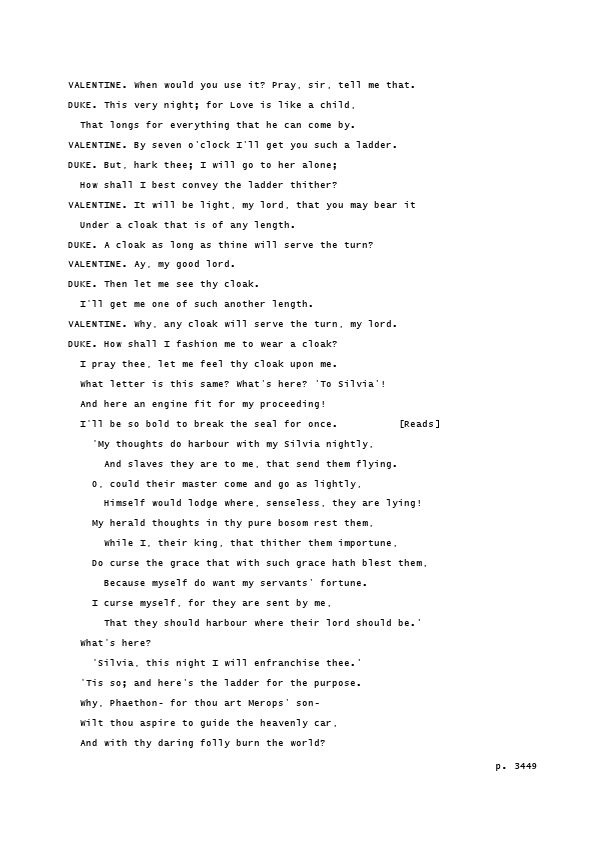 VALENTINE. When would you use it? Pray, sir, tell me that.
DUKE. This very night; for Love is like a child,
That longs for everything that he can come by.
VALENTINE. By seven o'clock I'll get you such a ladder.
DUKE. But, hark thee; I will go to her alone;
How shall I best convey the ladder thither?
VALENTINE. It will be light, my lord, that you may bear it
Under a cloak that is of any length.
DUKE. A cloak as long as thine will serve the turn?
VALENTINE. Ay, my good lord.
DUKE. Then let me see thy cloak.
I'll get me one of such another length.
VALENTINE. Why, any cloak will serve the turn, my lord.
DUKE. How shall I fashion me to wear a cloak?
I pray thee, let me feel thy cloak upon me.
What letter is this same? What's here? 'To Silvia'!
And here an engine fit for my proceeding!
I'll be so bold to break the seal for once. [Reads]
'My thoughts do harbour with my Silvia nightly,
And slaves they are to me, that send them flying.
O, could their master come and go as lightly,
Himself would lodge where, senseless, they are lying!
My herald thoughts in thy pure bosom rest them,
While I, their king, that thither them importune,
Do curse the grace that with such grace hath blest them,
Because myself do want my servants' fortune.
I curse myself, for they are sent by me,
That they should harbour where their lord should be.'
What's here?
'Silvia, this night I will enfranchise thee.'
'Tis so; and here's the ladder for the purpose.
Why, Phaethon- for thou art Merops' son-
Wilt thou aspire to guide the heavenly car,
And with thy daring folly burn the world?
p. 3449